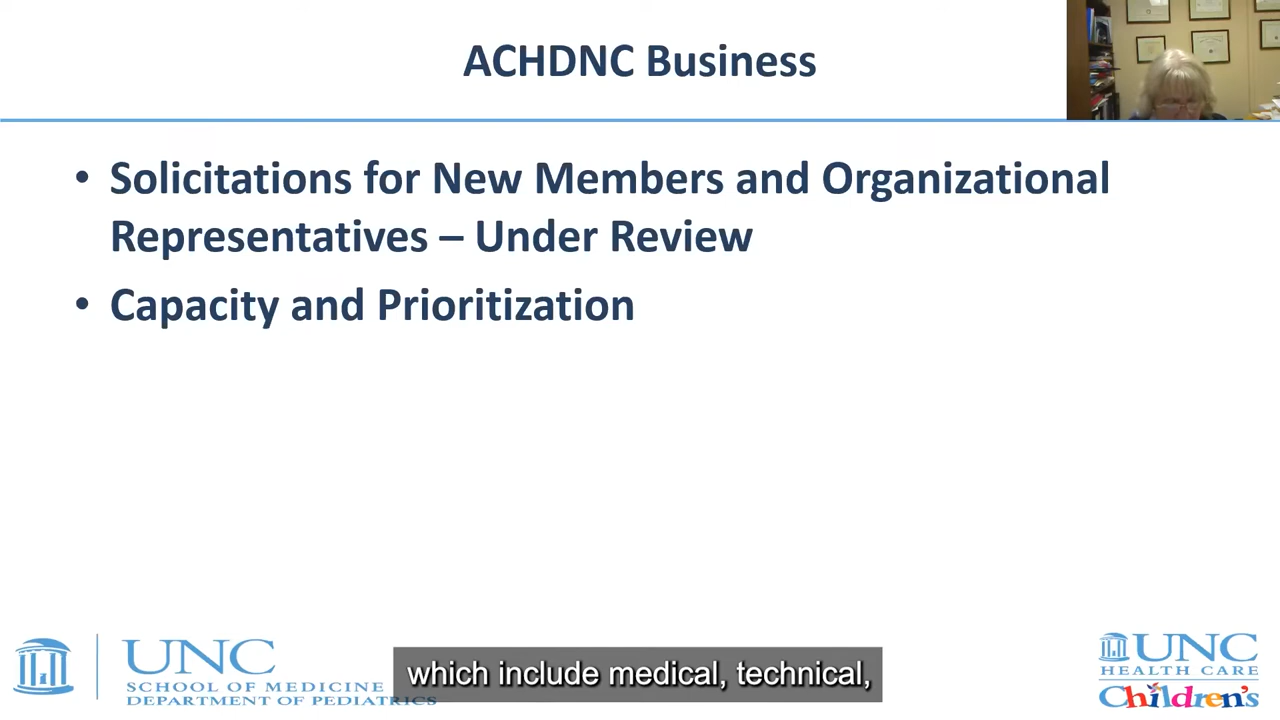 ACHDNC Business
• Solicitations for New Members and Organizational
Representatives – Under Review
• Capacity and Prioritization
UNC
SCHOOL OF MEDICINE
DEPARTMENT OF PEDIATRICS
which include medical, technical,
UNC
HEALTH CARE
Children's